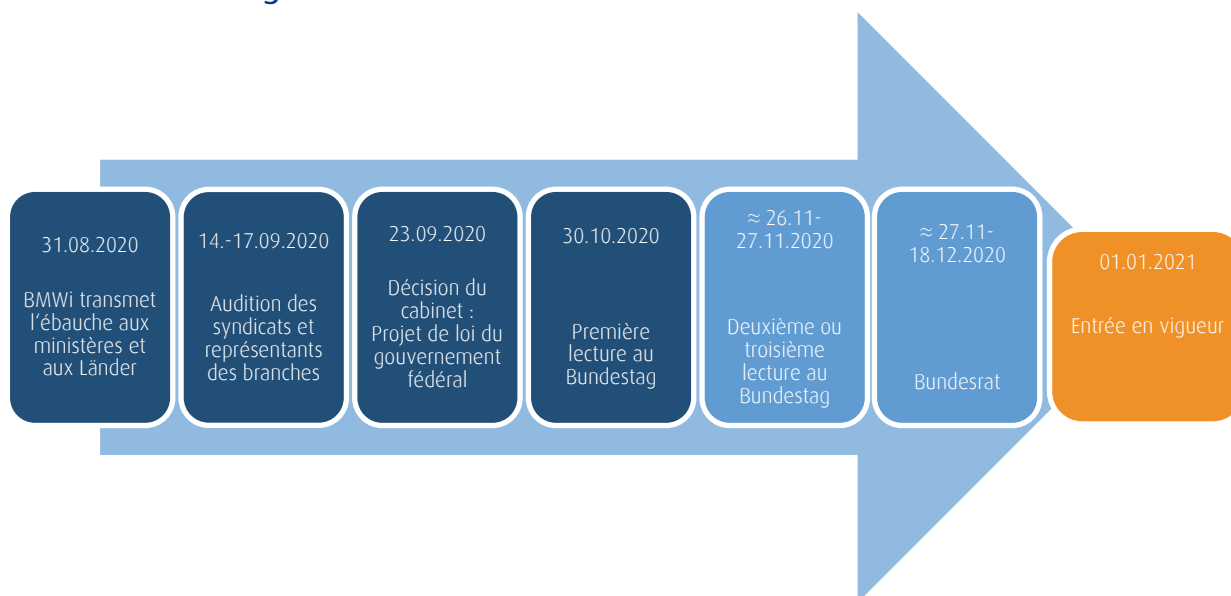 31.08.2020
BMWi transmet
l’ébauche aux
ministères et
aux Länder
14.-17.09.2020
Audition des
syndicats et
représentants
des branches
23.09.2020
Décision du
cabinet :
Projet de loi du
gouvernement
fédéral
30.10.2020
Première
lecture au
Bundestag
≈ 26.11-
27.11.2020
Deuxième ou
troisième
lecture au
Bundestag
≈ 27.11-
18.12.2020
Bundesrat
01.01.2021
Entrée en vigueur